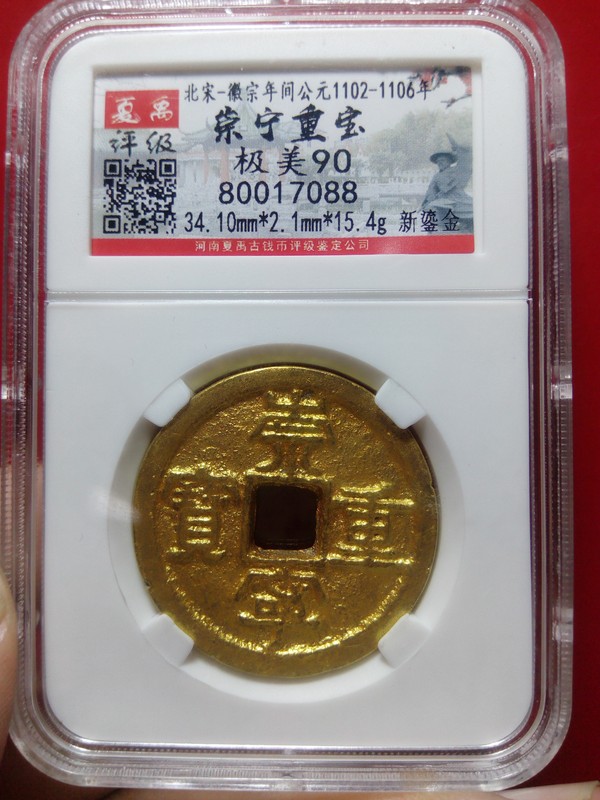 北宋-徽宗年间公元1102-1106年
夏禹
评级
崇宁重宝
极美90
80017088
34.10mm*2.1mm*15.4g 新鎏金
河南夏禹古钱币评级鉴定公司
崇
寧
重
寶